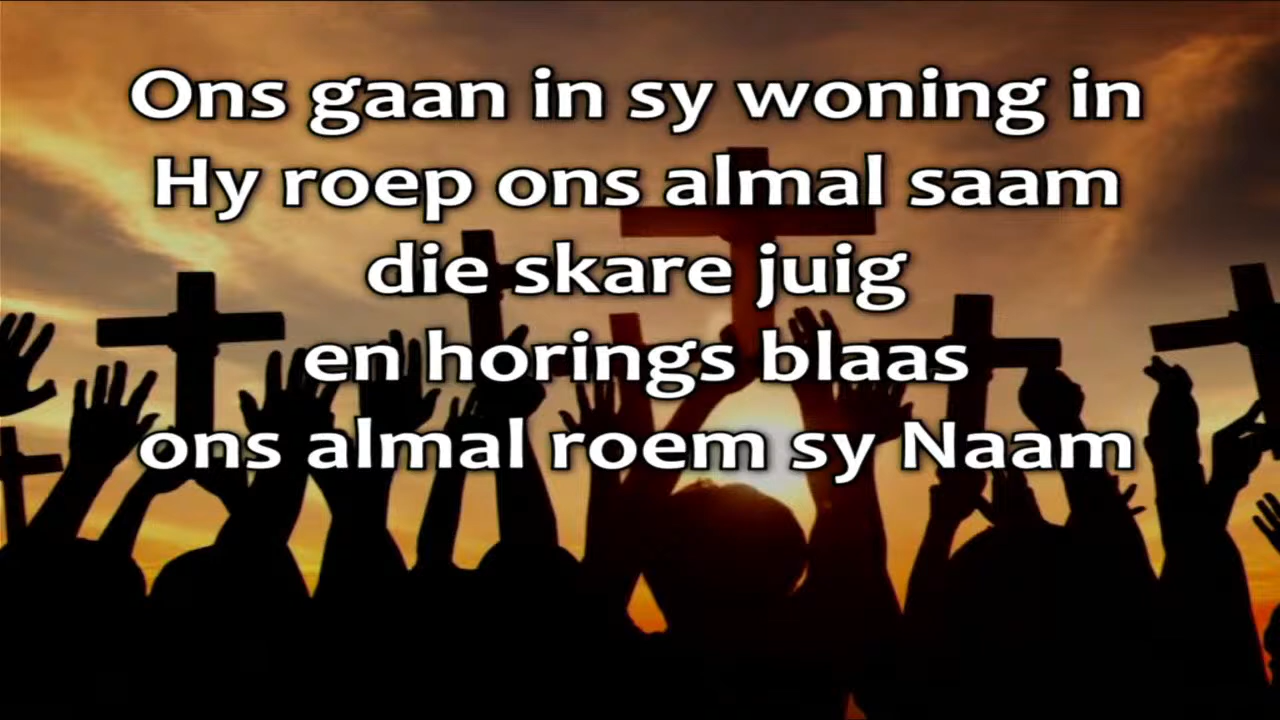 Ons gaan in sy woning in
Hy roep ons almal saam
die skare juig
en horings blaas
ons almal roem sy Naam